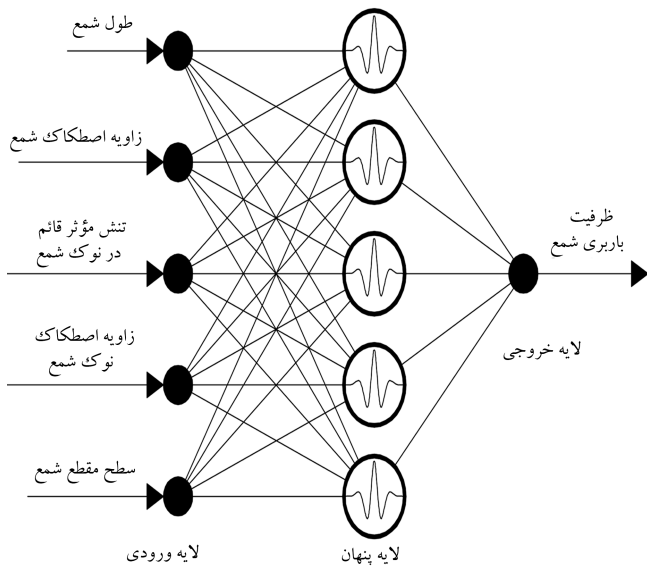 طول شمع
زاویه اصطکاک شمع
تنش مؤثر قائم
در نوک شمع
زاویه اصطکاک
نوک شمع
سطح مقطع شمع
لایه ورودی
لایه پنهان
ظرفیت
باربری شمع
لایه خروجی